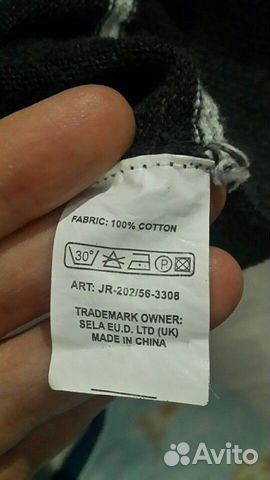 FABRIC: 100% COTTON
30° P
ART: JR-202/56-3308
TRADEMARK OWNER:
SELA EU.D. LTD (UK)
MADE IN CHINA
Avito